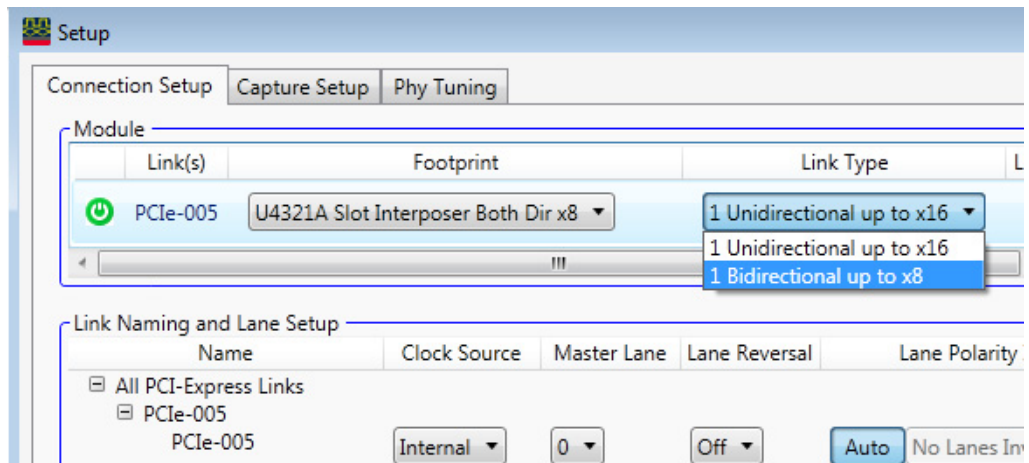 Setup
Connection Setup Capture Setup Phy Tuning
Module
Link(s) Footprint Link Type L
PCIe-005 U4321A Slot Interposer Both Dir x8 1 Unidirectional up to x16
1 Unidirectional up to x16
1 Bidirectional up to x8
Link Naming and Lane Setup
Name Clock Source Master Lane Lane Reversal Lane Polarity
All PCI-Express Links
PCIe-005
PCIe-005 Internal 0 Off Auto No Lanes Inv